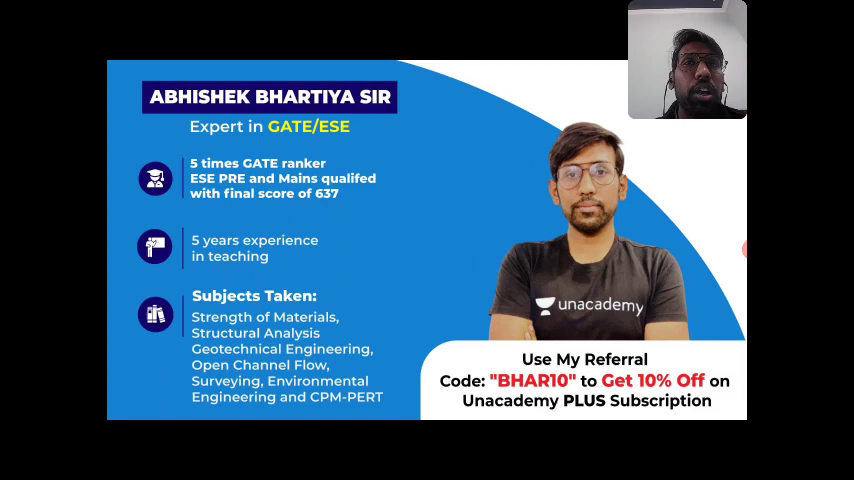 ABHISHEK BHARTIYA SIR
Expert in GATE/ESE
5 times GATE ranker
ESE PRE and Mains qualifed
with final score of 637
5 years experience
in teaching
Subjects Taken:
Strength of Materials,
Structural Analysis
Geotechnical Engineering,
Open Channel Flow,
Surveying, Environmental
Engineering and CPM-PERT
unacademy
Use My Referral
Code: "BHAR10" to Get 10% Off on
Unacademy PLUS Subscription